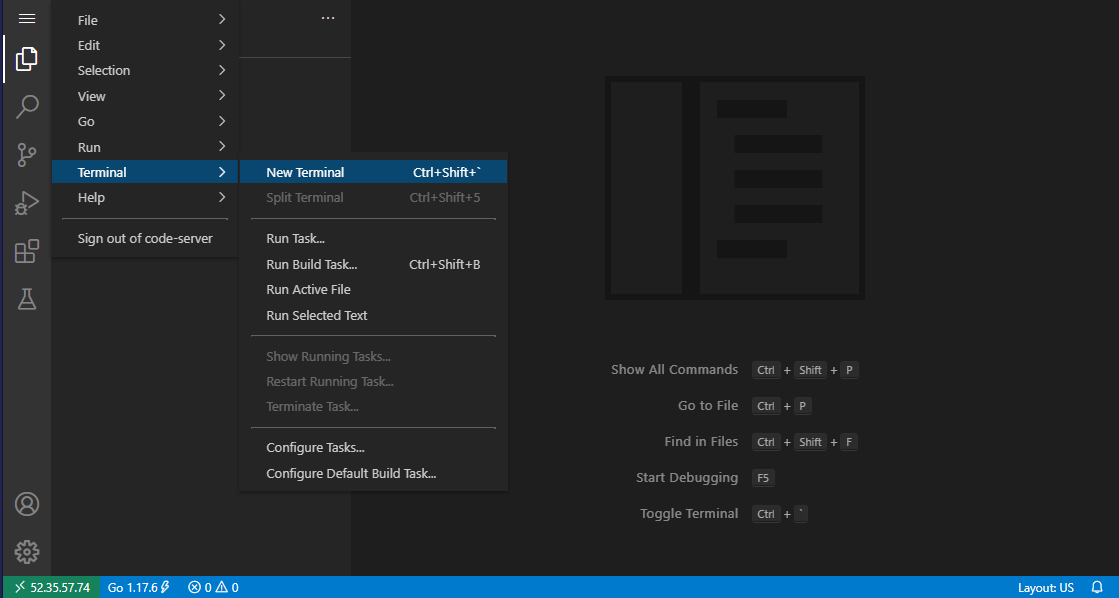 File
Edit
Selection
View
Go
Run
Terminal
Help
Sign out of code-server
...
New Terminal Ctrl+Shift+`
Split Terminal Ctrl+Shift+5
Run Task...
Run Build Task... Ctrl+Shift+B
Run Active File
Run Selected Text
Show Running Tasks...
Restart Running Task...
Terminate Task...
Configure Tasks...
Configure Default Build Task...
Show All Commands Ctrl + Shift + P
Go to File Ctrl + P
Find in Files Ctrl + Shift + F
Start Debugging F5
Toggle Terminal Ctrl + `
52.35.57.74 Go 1.17.6 0 0 Layout: US